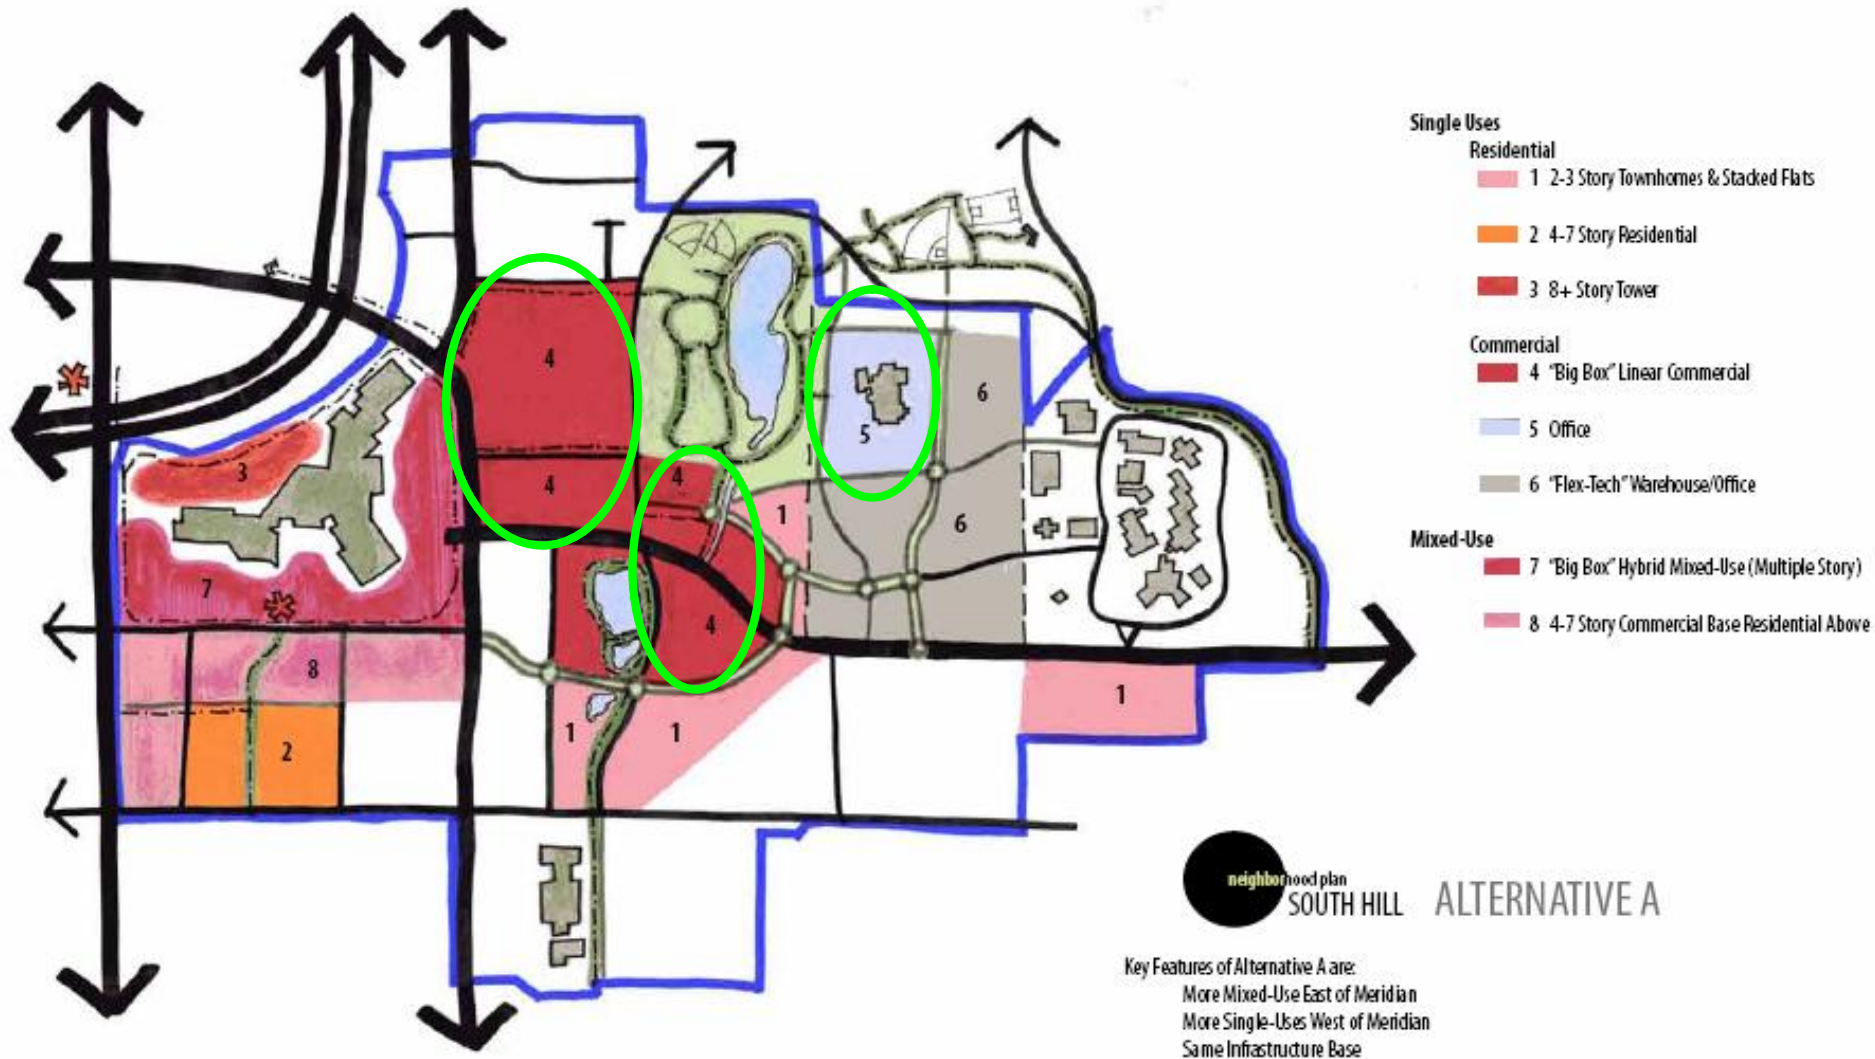 Single Uses
Residential
1 2-3 Story Townhomes & Stacked Flats
2 4-7 Story Residential
3 8+ Story Tower
Commercial
4 "Big Box" Linear Commercial
5 Office
6 "Flex-Tech" Warehouse/Office
Mixed-Use
7 "Big Box" Hybrid Mixed-Use (Multiple Story)
8 4-7 Story Commercial Base Residential Above
4
6
5
3
4
4
1
6
7
4
8
1
2
1
1
neighborhood plan
SOUTH HILL
ALTERNATIVE A
Key Features of Alternative A are:
More Mixed-Use East of Meridian
More Single-Uses West of Meridian
Same Infrastructure Base